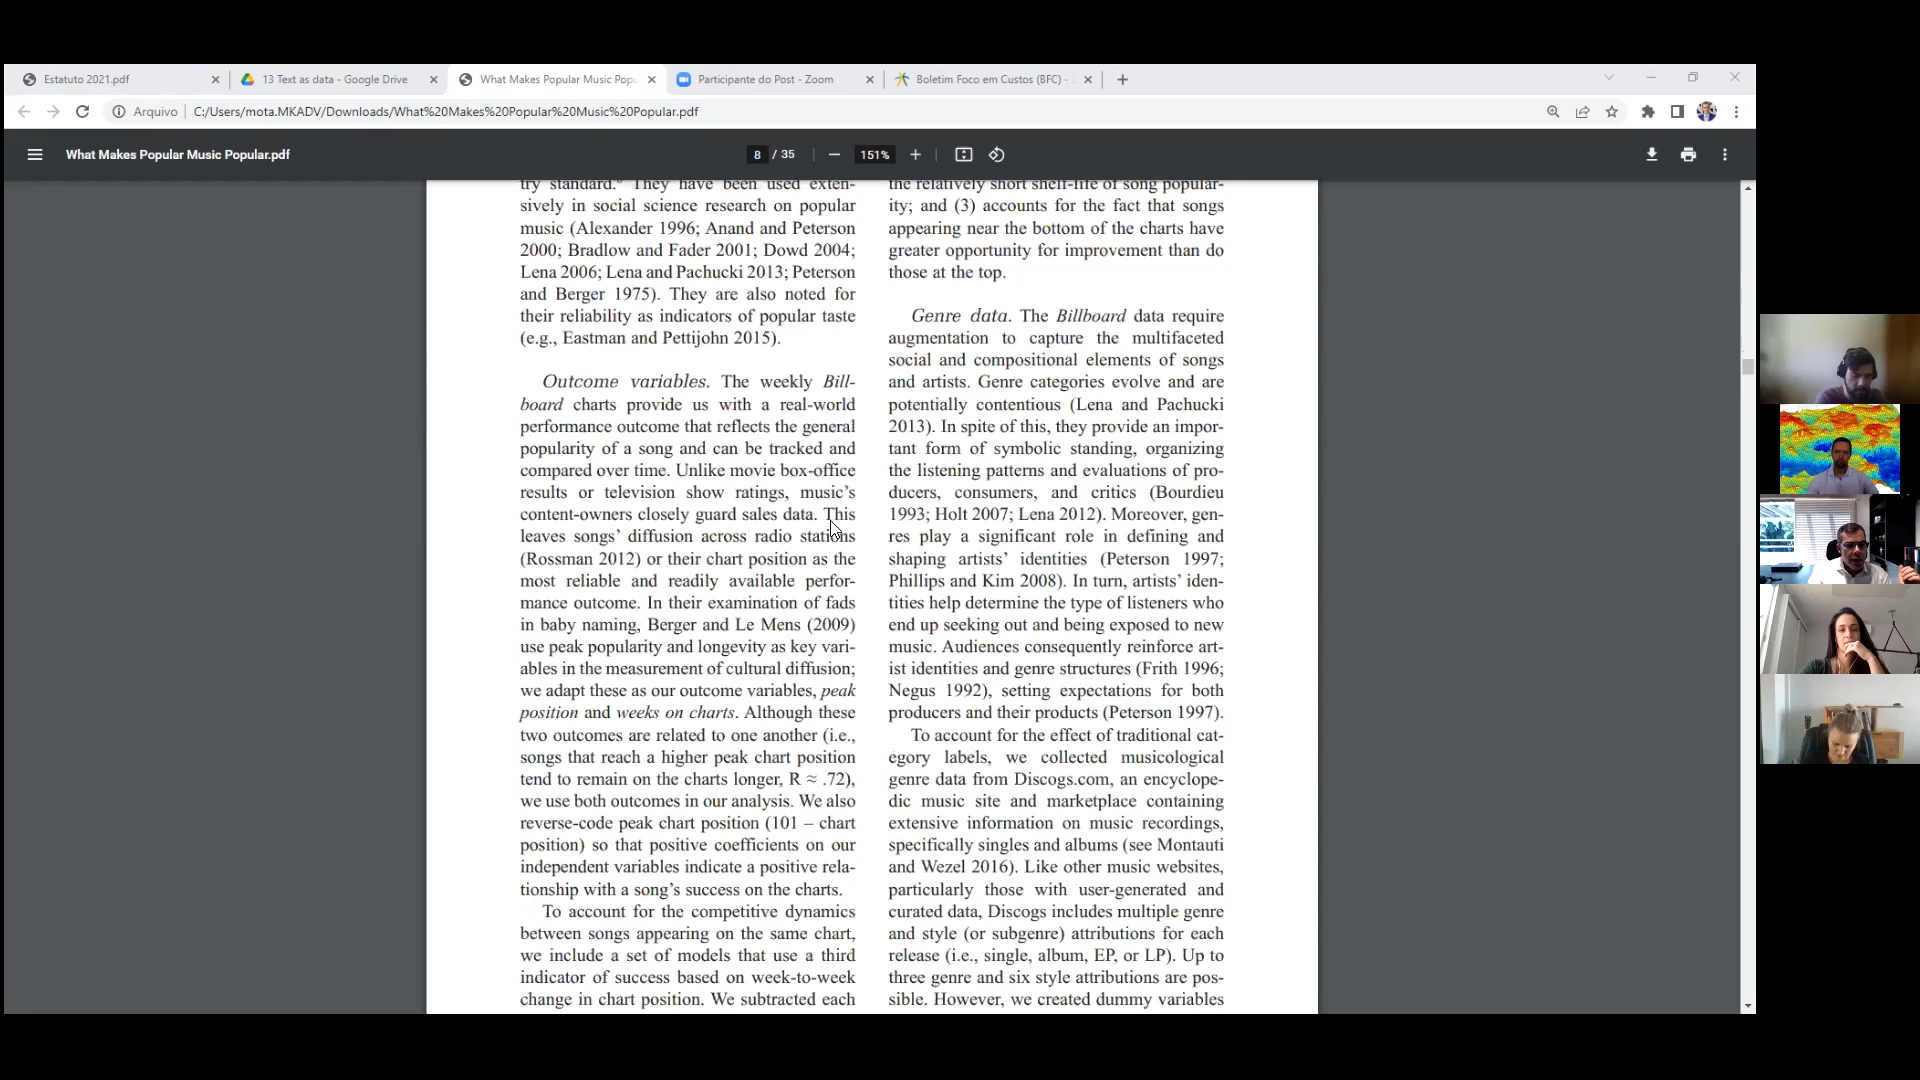 Estatuto 2021.pdf
13 Text as data - Google Drive
What Makes Popular Music Pop
Participante do Post - Zoom
Boletim Foco em Custos (BFC) -
Arquivo
C:/Users/mota.MKADV/Downloads/What%20Makes%20Popular%20Music%20Popular.pdf
What Makes Popular Music Popular.pdf
8 / 35
151%
try standard.6 They have been used exten-
sively in social science research on popular
music (Alexander 1996; Anand and Peterson
2000; Bradlow and Fader 2001; Dowd 2004;
Lena 2006; Lena and Pachucki 2013; Peterson
and Berger 1975). They are also noted for
their reliability as indicators of popular taste
(e.g., Eastman and Pettijohn 2015).
Outcome variables. The weekly Bill-
board charts provide us with a real-world
performance outcome that reflects the general
popularity of a song and can be tracked and
compared over time. Unlike movie box-office
results or television show ratings, music's
content-owners closely guard sales data. This
leaves songs' diffusion across radio stations
(Rossman 2012) or their chart position as the
most reliable and readily available perfor-
mance outcome. In their examination of fads
in baby naming, Berger and Le Mens (2009)
use peak popularity and longevity as key vari-
ables in the measurement of cultural diffusion;
we adapt these as our outcome variables, peak
position and weeks on charts. Although these
two outcomes are related to one another (i.e.,
songs that reach a higher peak chart position
tend to remain on the charts longer, R ≈ .72),
we use both outcomes in our analysis. We also
reverse-code peak chart position (101 – chart
position) so that positive coefficients on our
independent variables indicate a positive rela-
tionship with a song's success on the charts.
To account for the competitive dynamics
between songs appearing on the same chart,
we include a set of models that use a third
indicator of success based on week-to-week
change in chart position. We subtracted each
the relatively short shelf-life of song popular-
ity; and (3) accounts for the fact that songs
appearing near the bottom of the charts have
greater opportunity for improvement than do
those at the top.
Genre data. The Billboard data require
augmentation to capture the multifaceted
social and compositional elements of songs
and artists. Genre categories evolve and are
potentially contentious (Lena and Pachucki
2013). In spite of this, they provide an impor-
tant form of symbolic standing, organizing
the listening patterns and evaluations of pro-
ducers, consumers, and critics (Bourdieu
1993; Holt 2007; Lena 2012). Moreover, gen-
res play a significant role in defining and
shaping artists' identities (Peterson 1997;
Phillips and Kim 2008). In turn, artists' iden-
tities help determine the type of listeners who
end up seeking out and being exposed to new
music. Audiences consequently reinforce art-
ist identities and genre structures (Frith 1996;
Negus 1992), setting expectations for both
producers and their products (Peterson 1997).
To account for the effect of traditional cat-
egory labels, we collected musicological
genre data from Discogs.com, an encyclope-
dic music site and marketplace containing
extensive information on music recordings,
specifically singles and albums (see Montauti
and Wezel 2016). Like other music websites,
particularly those with user-generated and
curated data, Discogs includes multiple genre
and style (or subgenre) attributions for each
release (i.e., single, album, EP, or LP). Up to
three genre and six style attributions are pos-
sible. However, we created dummy variables